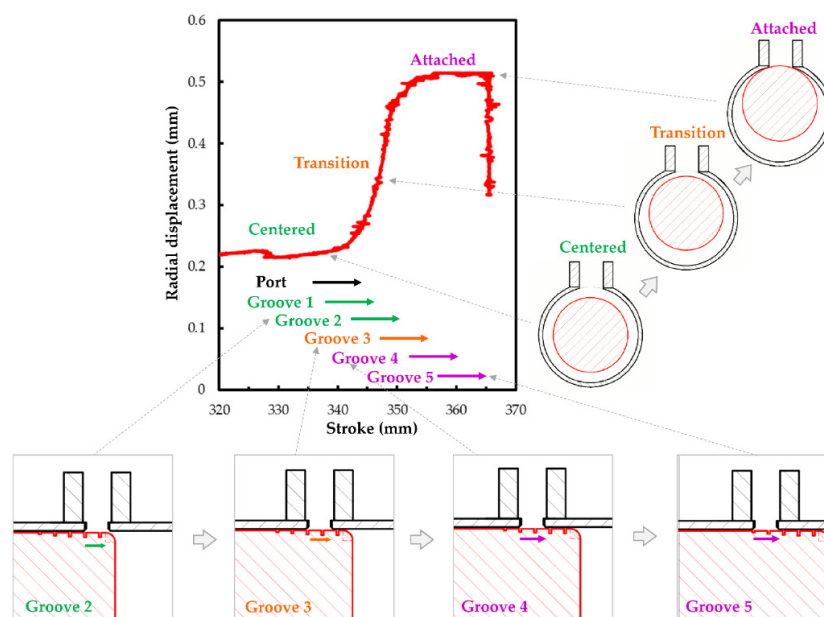 0.6
Attached
Attached
0.5
0.4
Transition
Transition
Radial displacement (mm)
0.3
Centered
Centered
0.2
Port
Groove 1
0.1
Groove 2
Groove 3
Groove 4
Groove 5
0
320 330 340 350 360 370
Stroke (mm)
Groove 2
Groove 3
Groove 4
Groove 5